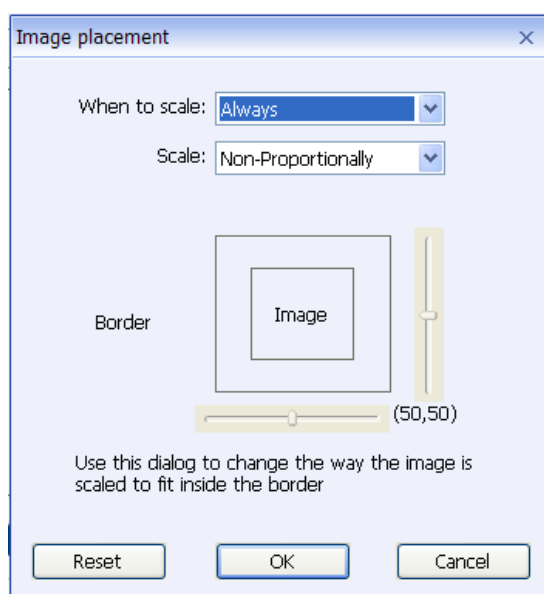 Image placement
When to scale: Always
Scale: Non-Proportionally
Border
Image
(50,50)
Use this dialog to change the way the image is
scaled to fit inside the border
Reset OK Cancel